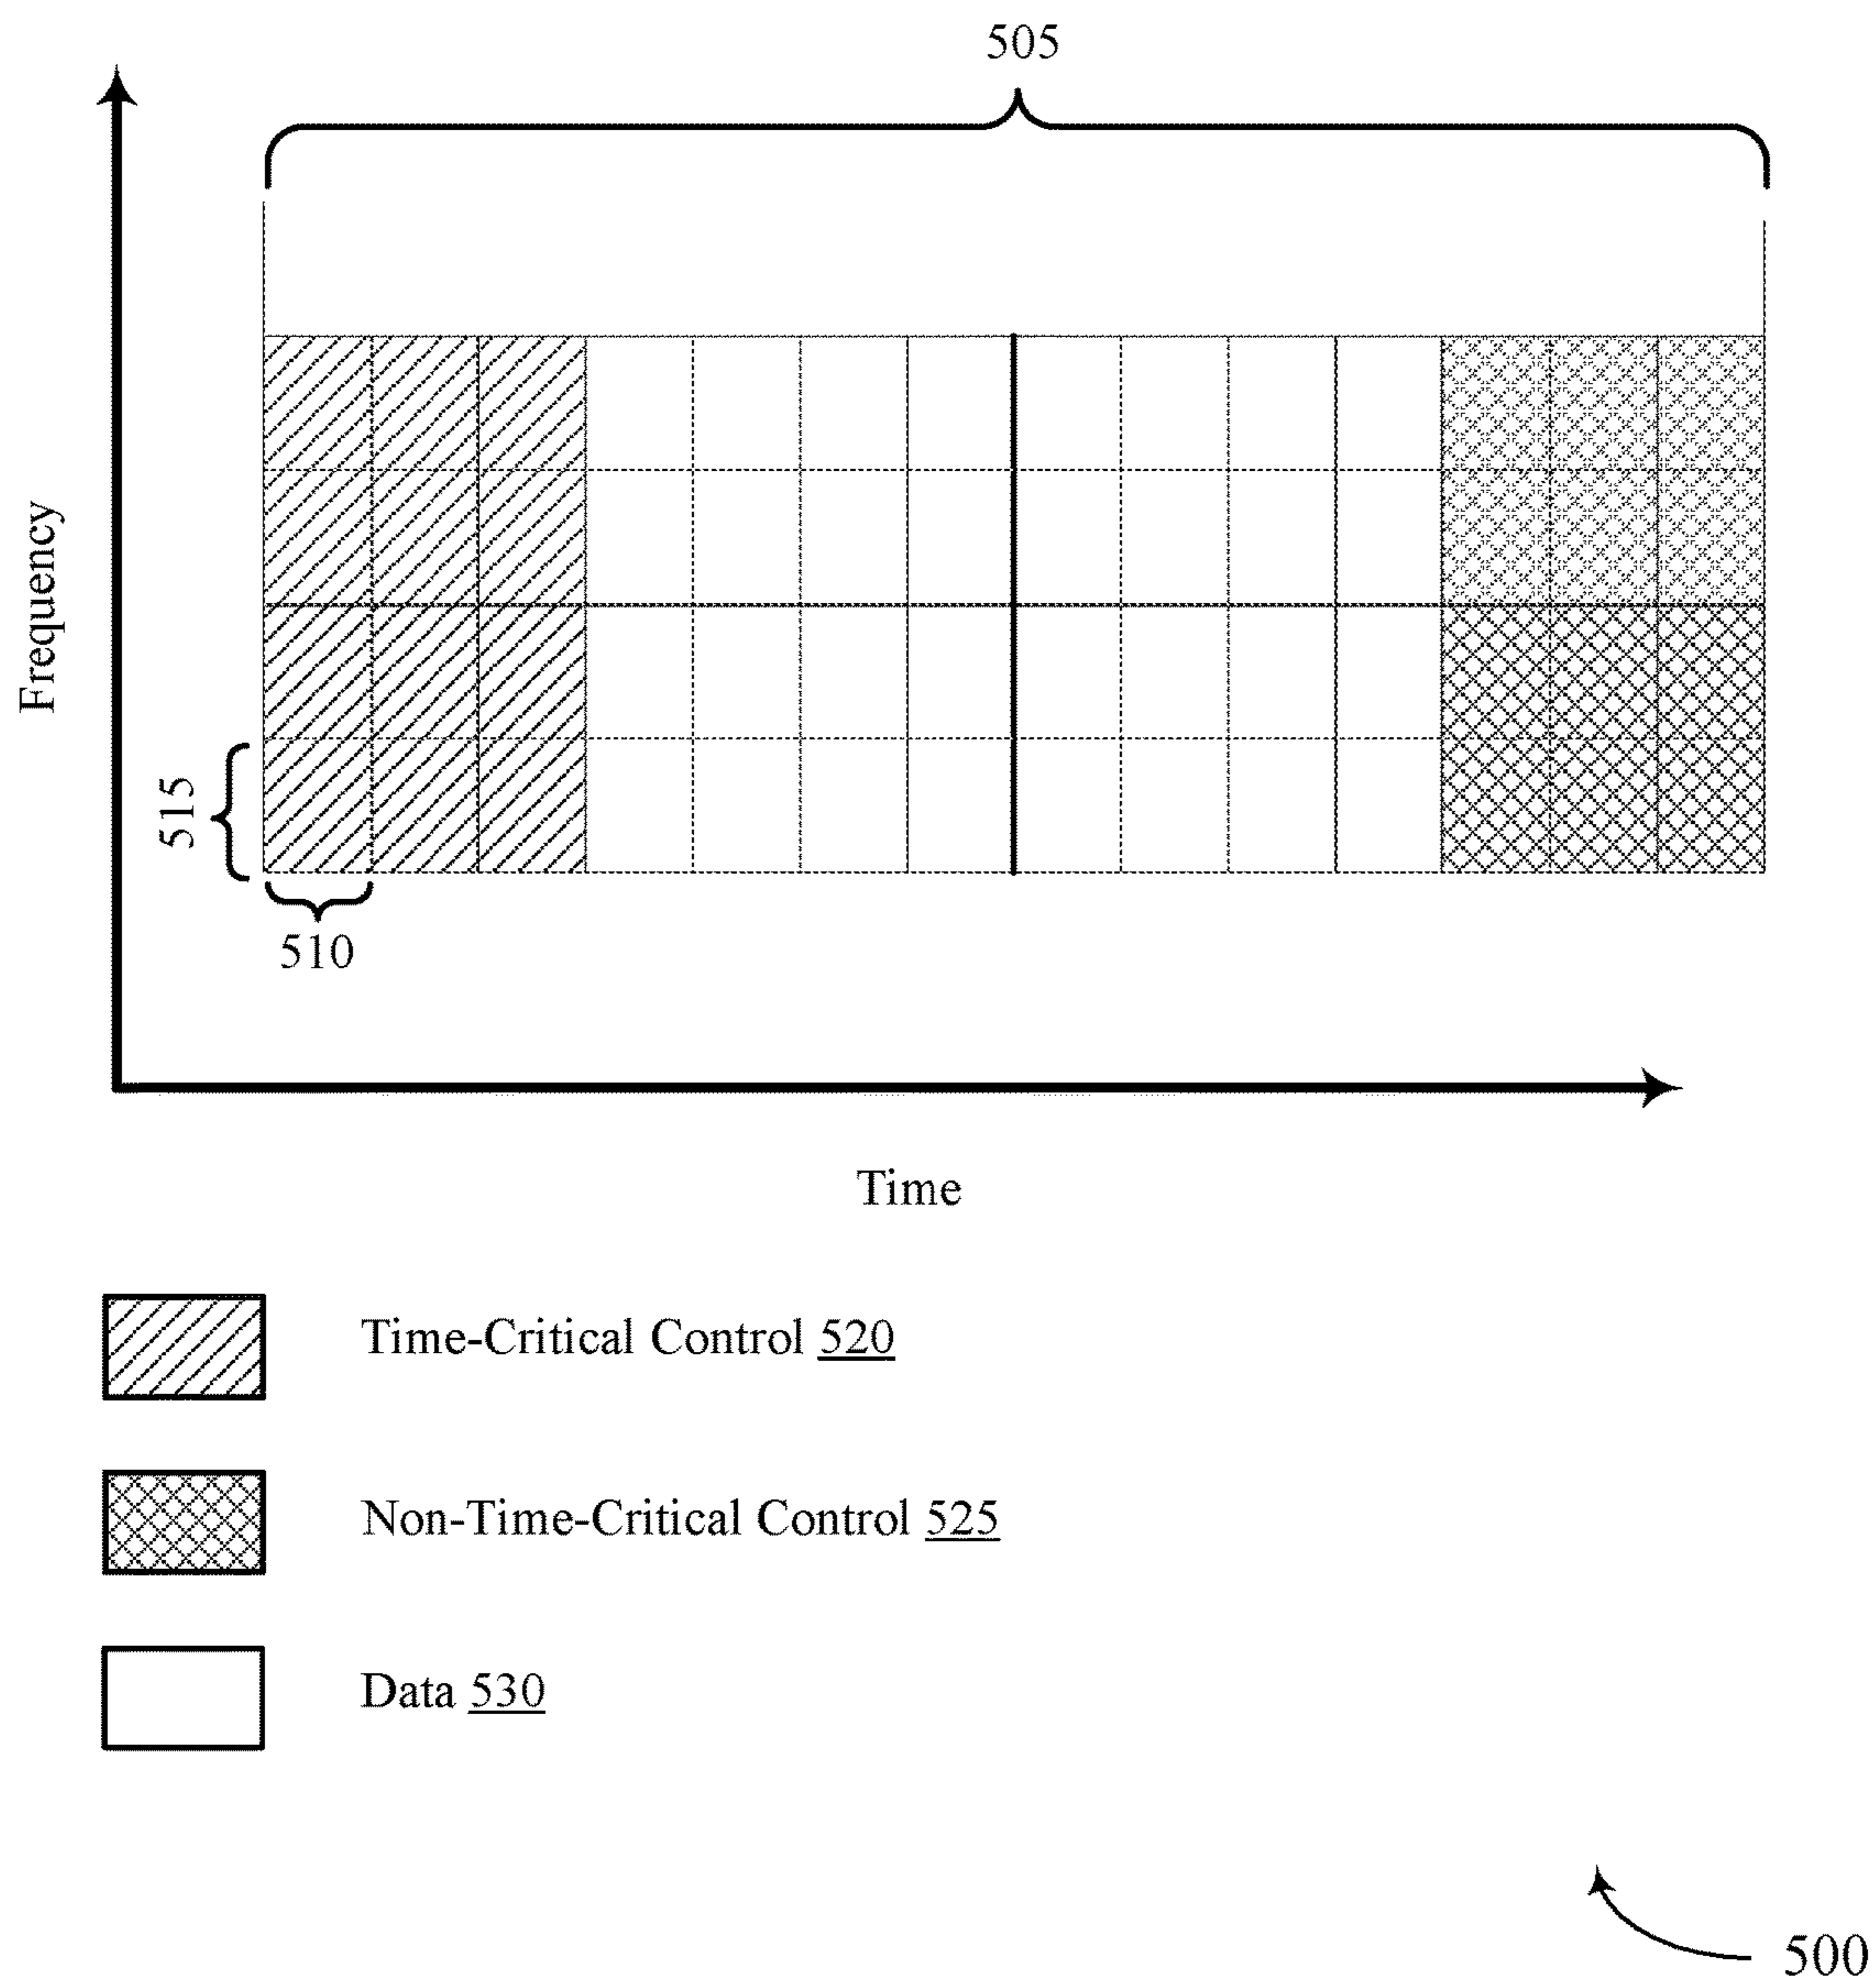 505
Frequency
515
510
Time
Time-Critical Control 520
Non-Time-Critical Control 525
Data 530
500